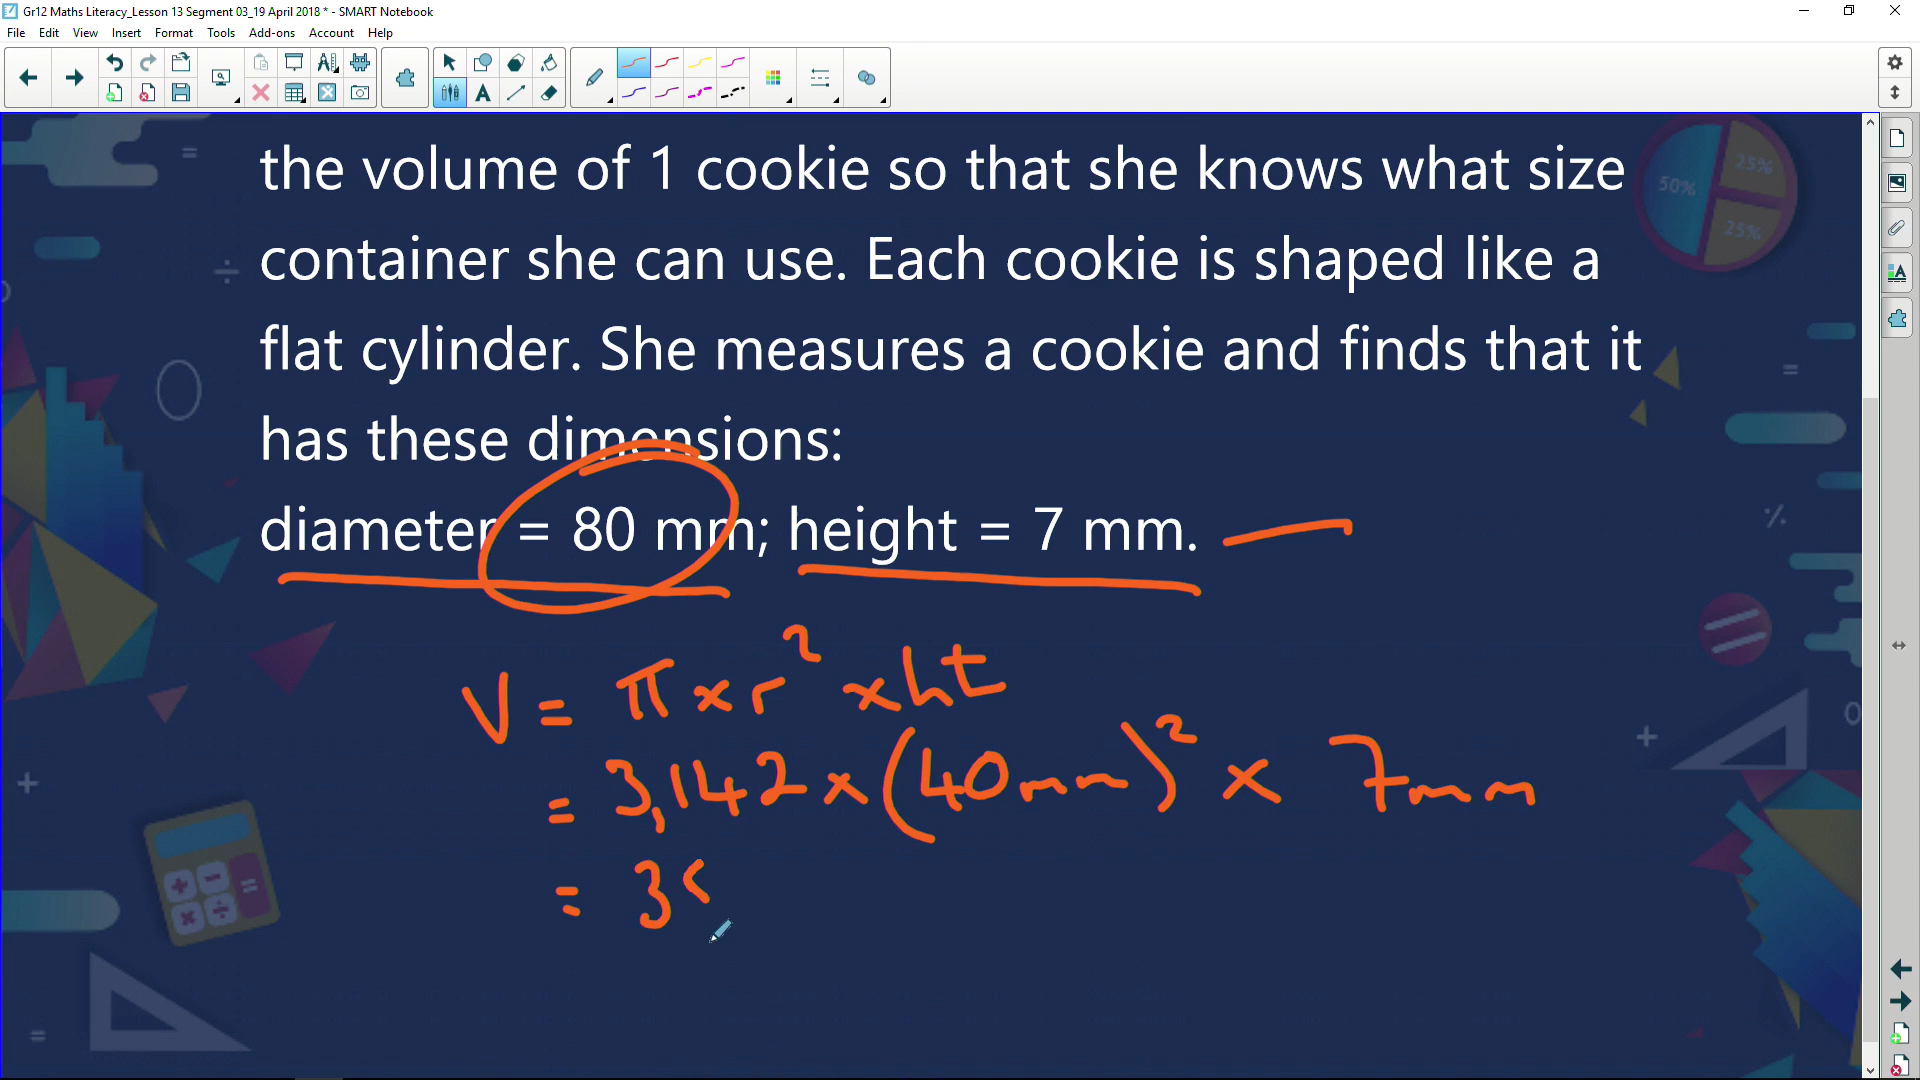 Gr12 Maths Literacy_Lesson 13 Segment 03_19 April 2018 * - SMART Notebook
File Edit View Insert Format Tools Add-ons Account Help
the volume of 1 cookie so that she knows what size
container she can use. Each cookie is shaped like a
flat cylinder. She measures a cookie and finds that it
has these dimensions:
diameter = 80 mm; height = 7 mm.
V = π x r² x ht
= 3,142 x (40mm)² x 7mm
= 3
50%
25%
25%